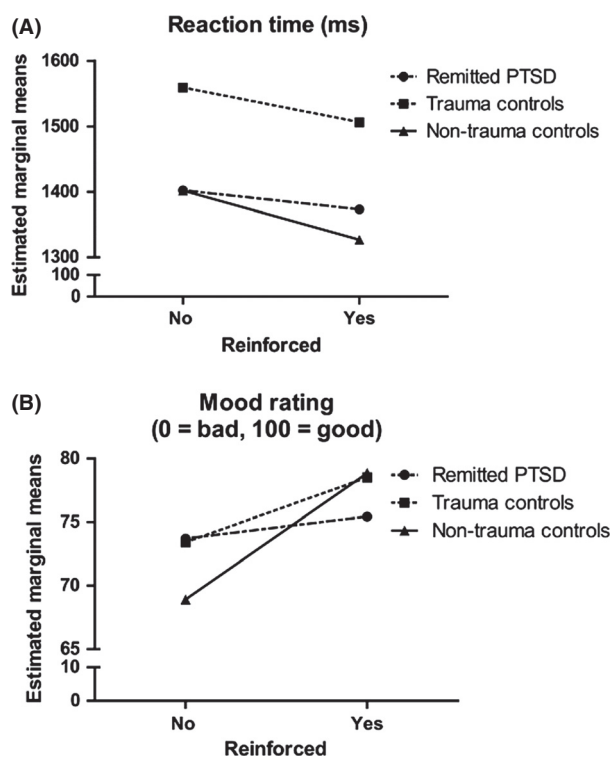 (A)
Reaction time (ms)
Estimated marginal means
1600
1500
1400
1300
100
0
No
Yes
Reinforced
Remitted PTSD
Trauma controls
Non-trauma controls
(B)
Mood rating
(0 = bad, 100 = good)
Estimated marginal means
80
75
70
65
10
0
No
Yes
Reinforced
Remitted PTSD
Trauma controls
Non-trauma controls